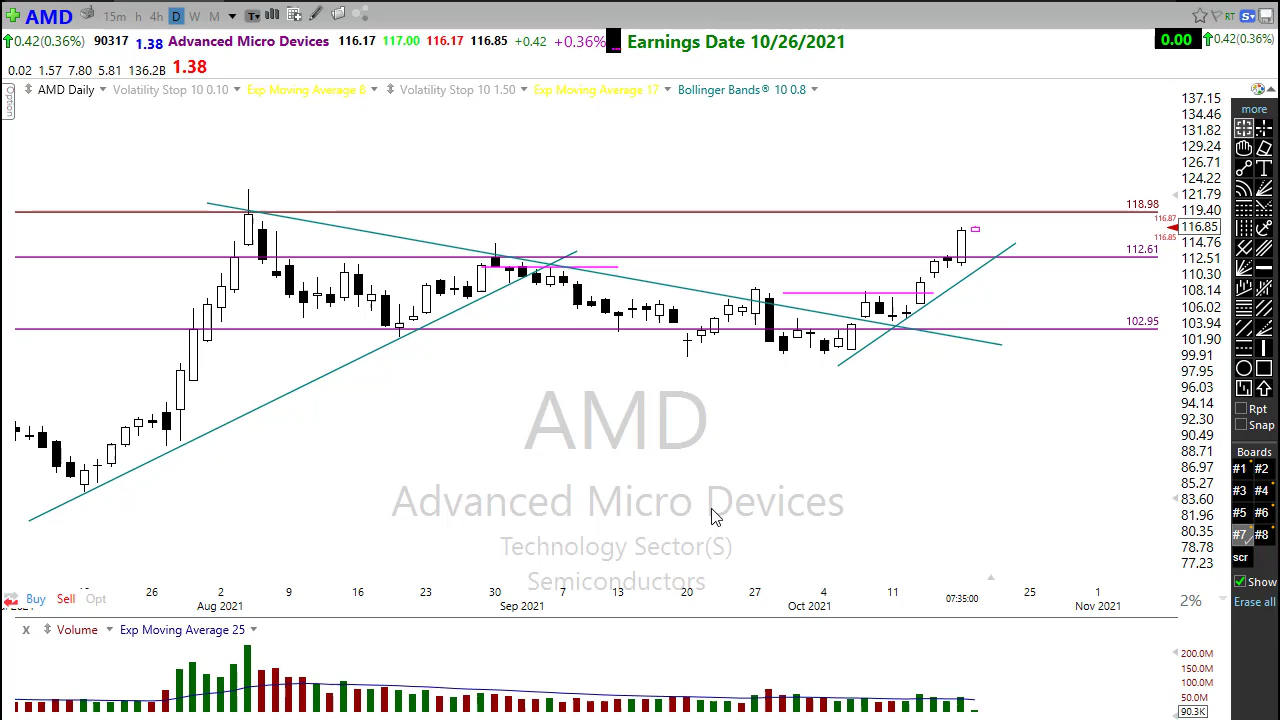 AMD 15m h 4h D W M T RT S
0.42(0.36%) 90317 1.38 Advanced Micro Devices 116.17 117.00 116.17 116.85 +0.42 +0.36% ... Earnings Date 10/26/2021 0.00 0.42(0.36%)
0.02 1.57 7.80 5.81 136.2B 1.38
Option
AMD Daily Volatility Stop 10 0.10 Exp Moving Average 8 Volatility Stop 10 1.50 Exp Moving Average 17 Bollinger Bands® 10 0.8
137.15
134.46
131.82
129.24
126.71
124.22
121.79
119.40
116.87
116.85
116.85
114.76
112.51
110.30
108.14
106.02
103.94
101.90
99.91
97.95
96.03
94.14
92.30
90.49
88.71
86.97
85.27
83.60
81.96
80.35
78.78
77.23
118.98
112.61
102.95
AMD
Advanced Micro Devices
Technology Sector(S)
Semiconductors
more
T
Rpt
Snap
Boards
#1 #2
#3 #4
#5 #6
#7 #8
scr
Show
Erase all
Buy Sell Opt
26 2 9 16 23 30 7 13 20 27 4 11 07:35:00 25 1
Aug 2021 Sep 2021 Oct 2021 Nov 2021
2%
X Volume Exp Moving Average 25
200.0M
150.0M
100.0M
50.0M
90.3K